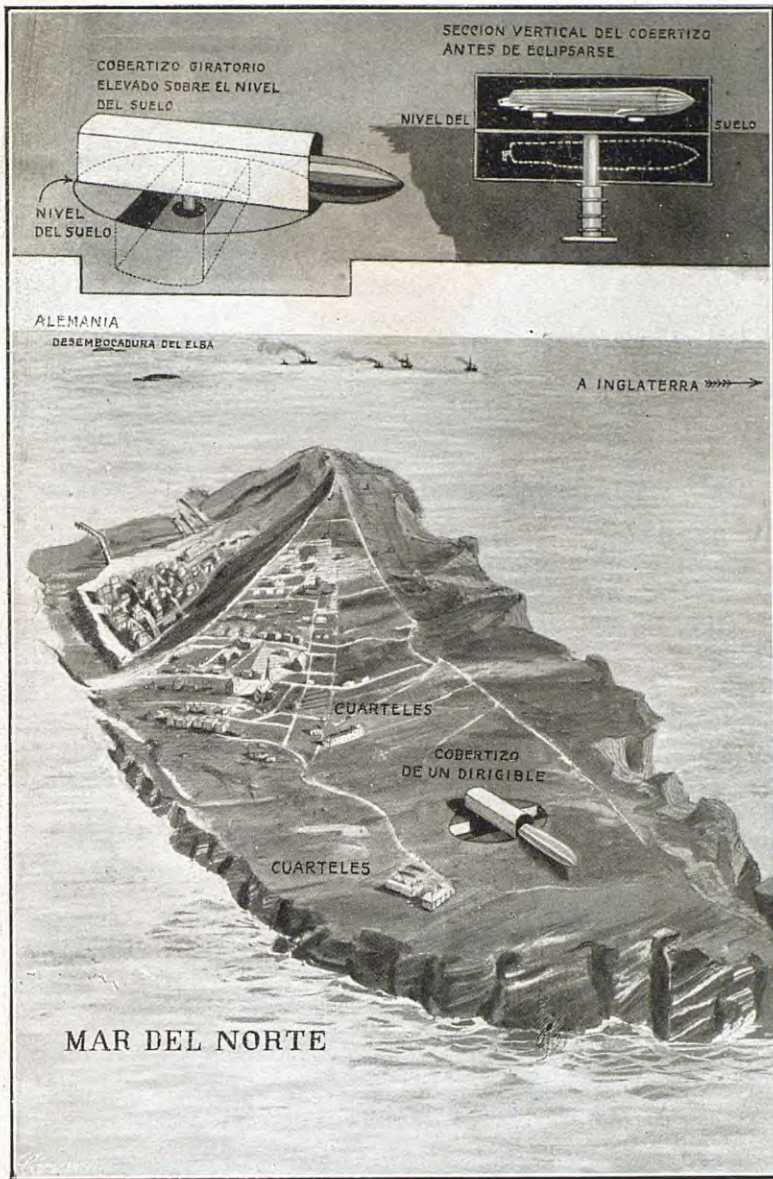 COBERTIZO GIRATORIO
ELEVADO SOBRE EL NIVEL
DEL SUELO
NIVEL
DEL SUELO
SECCION VERTICAL DEL COBERTIZO
ANTES DE ECLIPSARSE
NIVEL DEL
SUELO
ALEMANIA
DESEMBOCADURA DEL ELBA
A INGLATERRA
CUARTELES
COBERTIZO
DE UN DIRIGIBLE
CUARTELES
MAR DEL NORTE